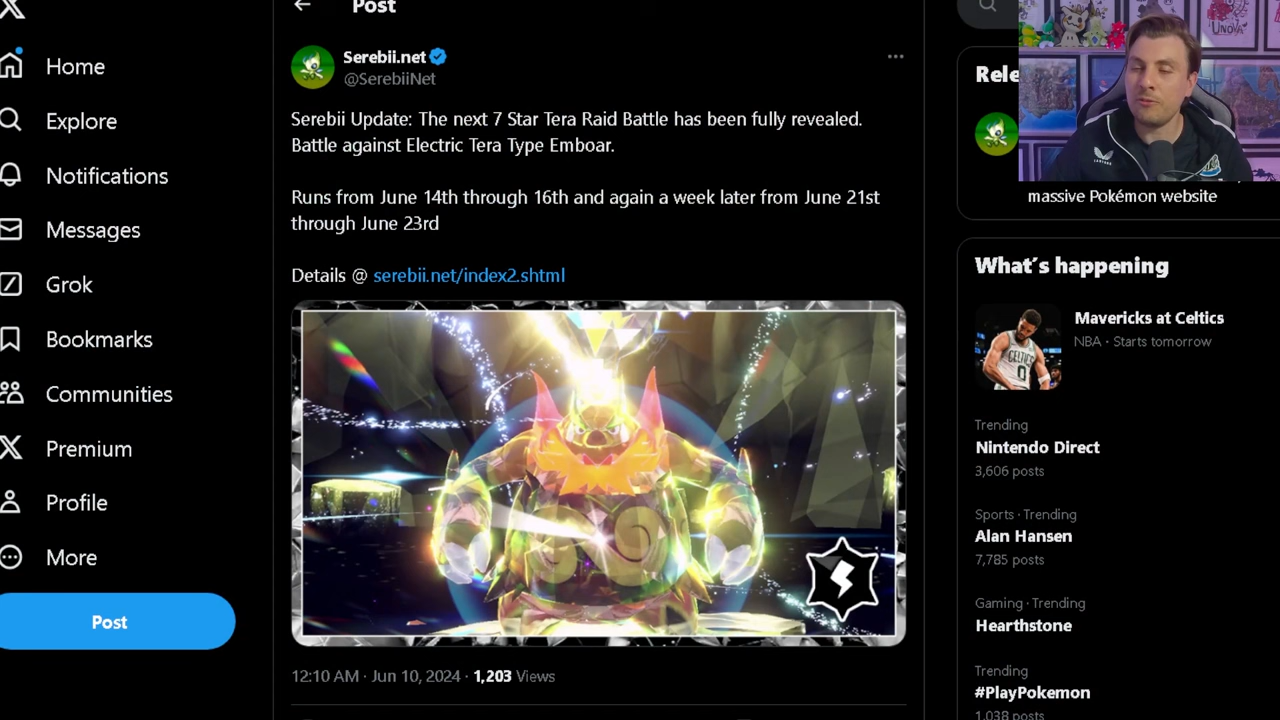 Post
Serebii.net
@SerebiiNet
Home
Explore
Notifications
Messages
Grok
Bookmarks
Communities
Premium
Profile
More
Post
Serebii Update: The next 7 Star Tera Raid Battle has been fully revealed.
Battle against Electric Tera Type Emboar.
Runs from June 14th through 16th and again a week later from June 21st
through June 23rd
Details @ serebii.net/index2.shtml
12:10 AM · Jun 10, 2024 · 1,203 Views
Rele
massive Pokémon website
UNOVA
What's happening
Mavericks at Celtics
NBA · Starts tomorrow
Trending
Nintendo Direct
3,606 posts
Sports · Trending
Alan Hansen
7,785 posts
Gaming · Trending
Hearthstone
Trending
#PlayPokemon
1,038 posts